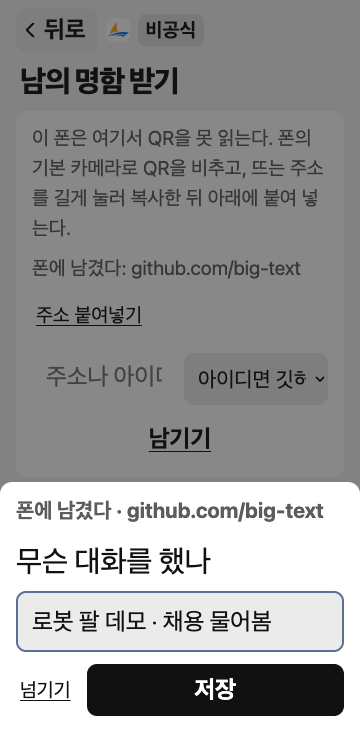 뒤로
비공식
남의 명함 받기
이 폰은 여기서 QR을 못 읽는다. 폰의
기본 카메라로 QR을 비추고, 뜨는 주소
를 길게 눌러 복사한 뒤 아래에 붙여 넣
는다.
폰에 남겼다: github.com/big-text
주소 붙여넣기
주소나 아이
아이디면 깃
남기기
폰에 남겼다 · github.com/big-text
무슨 대화를 했나
로봇 팔 데모 · 채용 물어봄
넘기기
저장